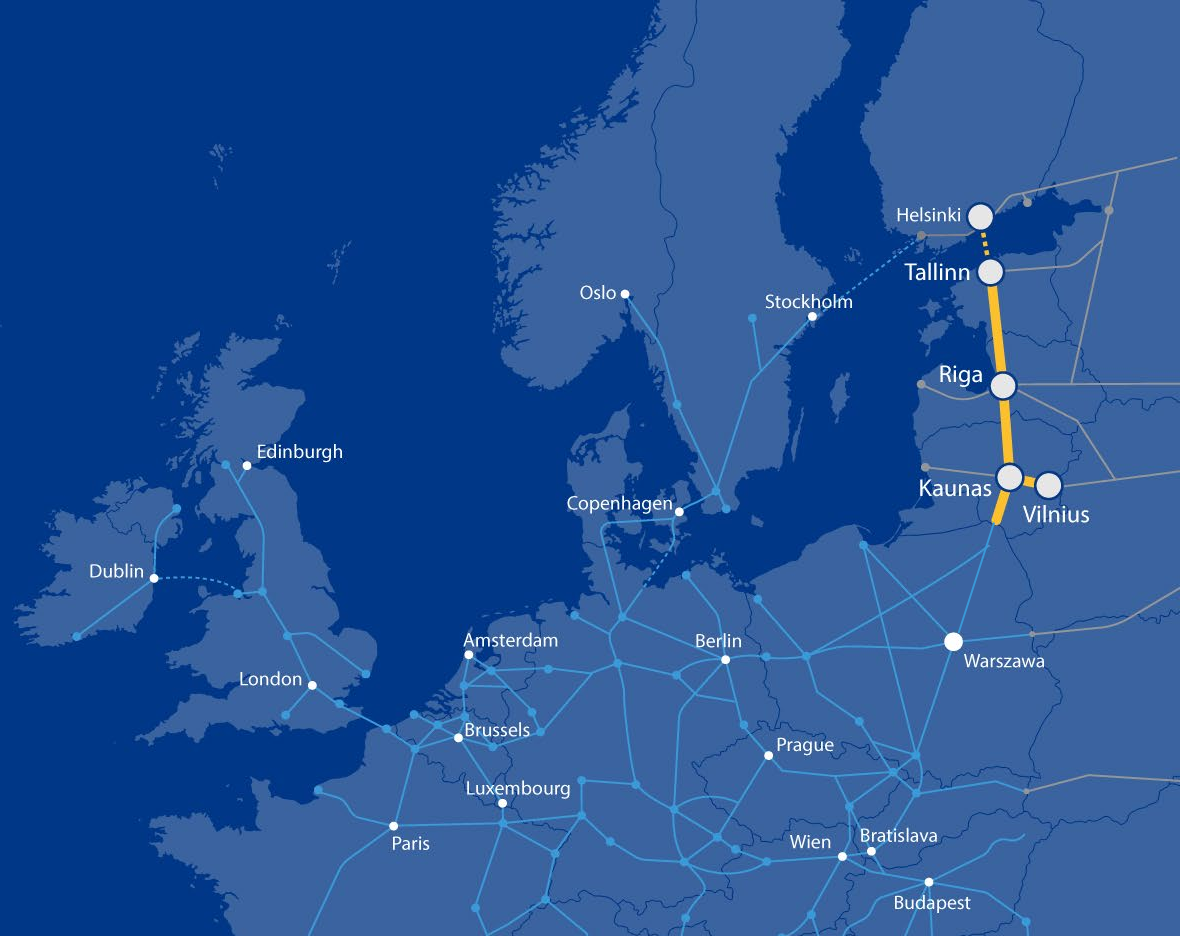 Helsinki
Tallinn
Oslo
Stockholm
Riga
Edinburgh
Kaunas
Copenhagen
Vilnius
Dublin
Amsterdam
Berlin
Warszawa
London
Brussels
Prague
Luxembourg
Paris
Wien
Bratislava
Budapest